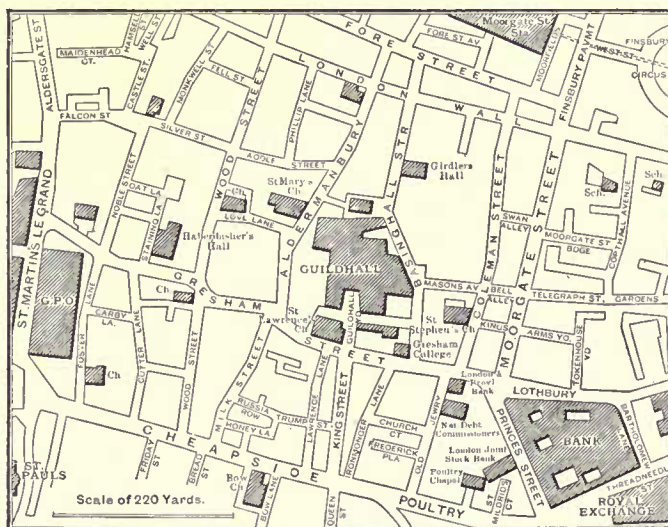 Moorgate St.
Sta.
FORE STREET
FORE ST AV.
MOORFIELDS
WEST ST
FINSBURY PAVMT
FINSBURY
CIRCUS
ALDERSGATE ST
MAIDENHEAD
CT.
WELL ST
CASTLE ST.
MONKWELL ST
FELL ST
LONDON WALL
FALCON ST
SILVER ST
WOOD STREET
PHILLIP LANE
ADDLE STREET
ALDERMANBURY
BASINGHALL STR
Girdlers
Hall
St Mary's
Ch.
Ch.
LOVE LANE
NOBLE STREET
OAT LA.
STAINING LA.
Haberdasher's
Hall
GUILDHALL
SWAN
ALLEY
COLEMAN STREET
MOORGATE STREET
Sch.
Sch.
MOORGATE ST
BDGE
COPTHALL AVENUE
MASONS AV.
BELL
ALLEY
TELEGRAPH ST.
GARDENS
ST MARTINS LE GRAND
G.P.O.
FOSTER LANE
CARBY
LA.
GUTTER LANE
Ch.
GRESHAM STREET
St
Lawrence'
Ch.
GUILDHALL
St
Stephen's Ch.
Gresham
College
KINGS
ARMS YD.
TOKENHOUSE
YD
Ch.
WOOD STREET
MILK STREET
RUSSIA
ROW
HONEY LA.
TRUMP ST.
LAWRENCE LANE
KING STREET
IRONMONGER LANE
CHURCH
CT
FREDERICK
PLA
OLD JEWRY
London &
Nat Debt
Commissioners
London Joint
Stock Bank
Poultry
Chapel
LOTHBURY
PRINCES STREET
BANK
BARTHOLOMEW
LANE
THREADNEED
ROYAL
EXCHANGE
ST.
PAULS
CHEAPSIDE
FRIDAY
ST
BREAD
ST
Bow
Ch.
BOW LANE
QUEEN
ST
POULTRY
ST MILDRIDS
CT
Scale of 220 Yards.